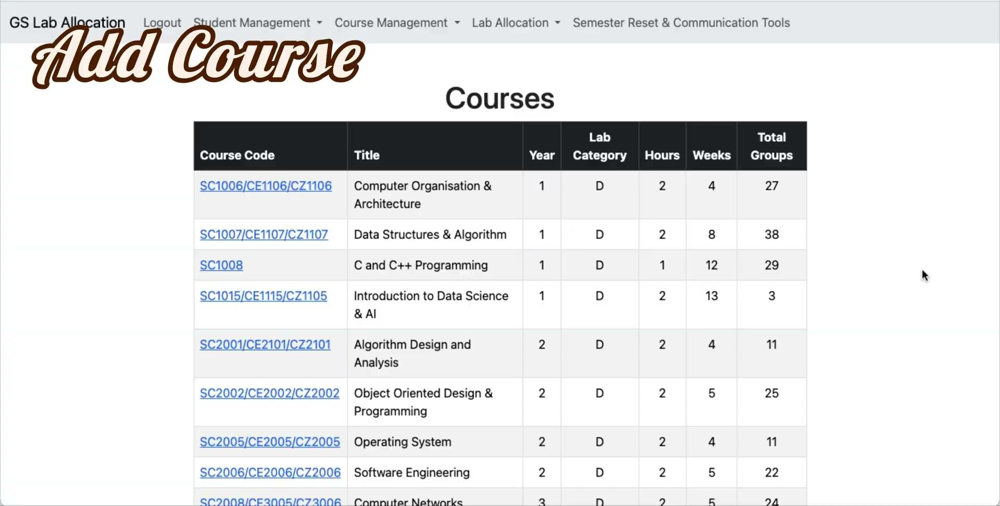 GS Lab Allocation Logout Student Management Course Management Lab Allocation Semester Reset & Communication Tools
Add Course
Courses
Course Code Title Year Lab Category Hours Weeks Total Groups
SC1006/CE1106/CZ1106 Computer Organisation & Architecture 1 D 2 4 27
SC1007/CE1107/CZ1107 Data Structures & Algorithm 1 D 2 8 38
SC1008 C and C++ Programming 1 D 1 12 29
SC1015/CE1115/CZ1105 Introduction to Data Science & AI 1 D 2 13 3
SC2001/CE2101/CZ2101 Algorithm Design and Analysis 2 D 2 4 11
SC2002/CE2002/CZ2002 Object Oriented Design & Programming 2 D 2 5 25
SC2005/CE2005/CZ2005 Operating System 2 D 2 4 11
SC2006/CE2006/CZ2006 Software Engineering 2 D 2 5 22
SC2008/CE3005/CZ3006 Computer Networks 3 D 2 5 24